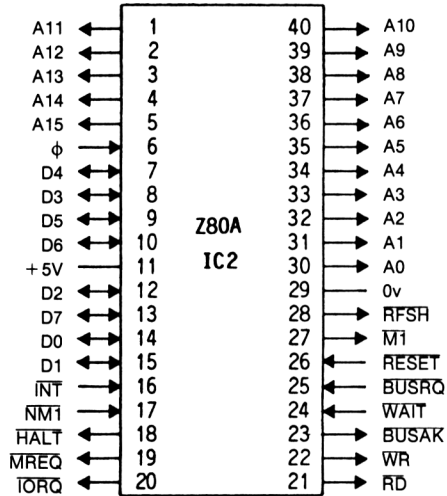 A11 1 40 A10
A12 2 39 A9
A13 3 38 A8
A14 4 37 A7
A15 5 36 A6
ϕ 6 35 A5
D4 7 34 A4
D3 8 33 A3
D5 9 32 A2
D6 10 31 A1
+5V 11 30 A0
D2 12 29 0v
D7 13 28 RFSH
D0 14 27 M1
D1 15 26 RESET
INT 16 25 BUSRQ
NM1 17 24 WAIT
HALT 18 23 BUSAK
MREQ 19 22 WR
IORQ 20 21 RD
Z80A
IC2